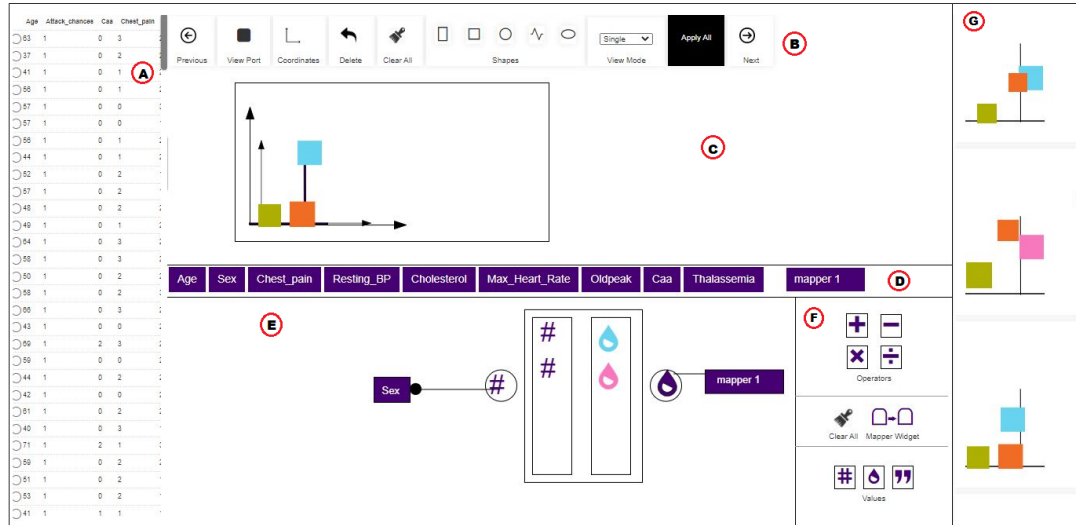 Age Attack_chances Caa Chest_pain
63 1 0 3
37 1 0 2
41 1 0 1
56 1 0 1
57 1 0 0
57 1 0 0
56 1 0 1
44 1 0 1
52 1 0 2
57 1 0 2
48 1 0 2
49 1 0 1
64 1 0 3
58 1 0 3
50 1 0 2
58 1 0 2
66 1 0 3
43 1 0 0
69 1 2 3
59 1 0 0
44 1 0 2
42 1 0 0
61 1 0 2
40 1 0 3
71 1 2 1
59 1 0 2
51 1 0 2
53 1 0 2
41 1 1 1
A
Previous View Port Coordinates Delete Clear All Shapes
Single
View Mode
Apply All
Next
B
C
Age Sex Chest_pain Resting_BP Cholesterol Max_Heart_Rate Oldpeak Caa Thalassemia mapper 1
D
E
Sex
#
#
#
mapper 1
F
+ −
× ÷
Operators
Clear All Mapper Widget
#
Values
G